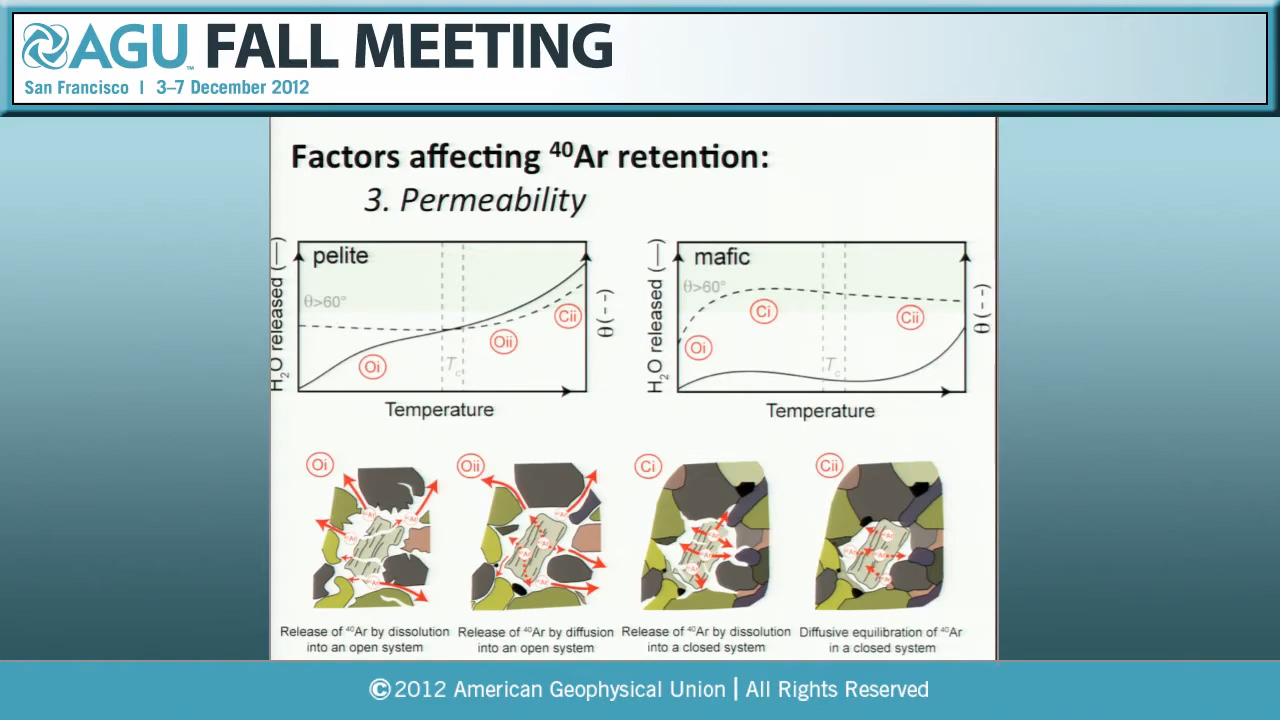 AGU™ FALL MEETING
San Francisco | 3–7 December 2012
Factors affecting ⁴⁰Ar retention:
3. Permeability
pelite
θ>60°
H₂O released (—)
θ (- -)
Oi
Oii
Cii
Tc
Temperature
mafic
θ>60°
H₂O released (—)
θ (- -)
Oi
Ci
Cii
Tc
Temperature
Oi
Oii
Ci
Cii
Release of ⁴⁰Ar by dissolution
into an open system
Release of ⁴⁰Ar by diffusion
into an open system
Release of ⁴⁰Ar by dissolution
into a closed system
Diffusive equilibration of ⁴⁰Ar
in a closed system
©2012 American Geophysical Union | All Rights Reserved